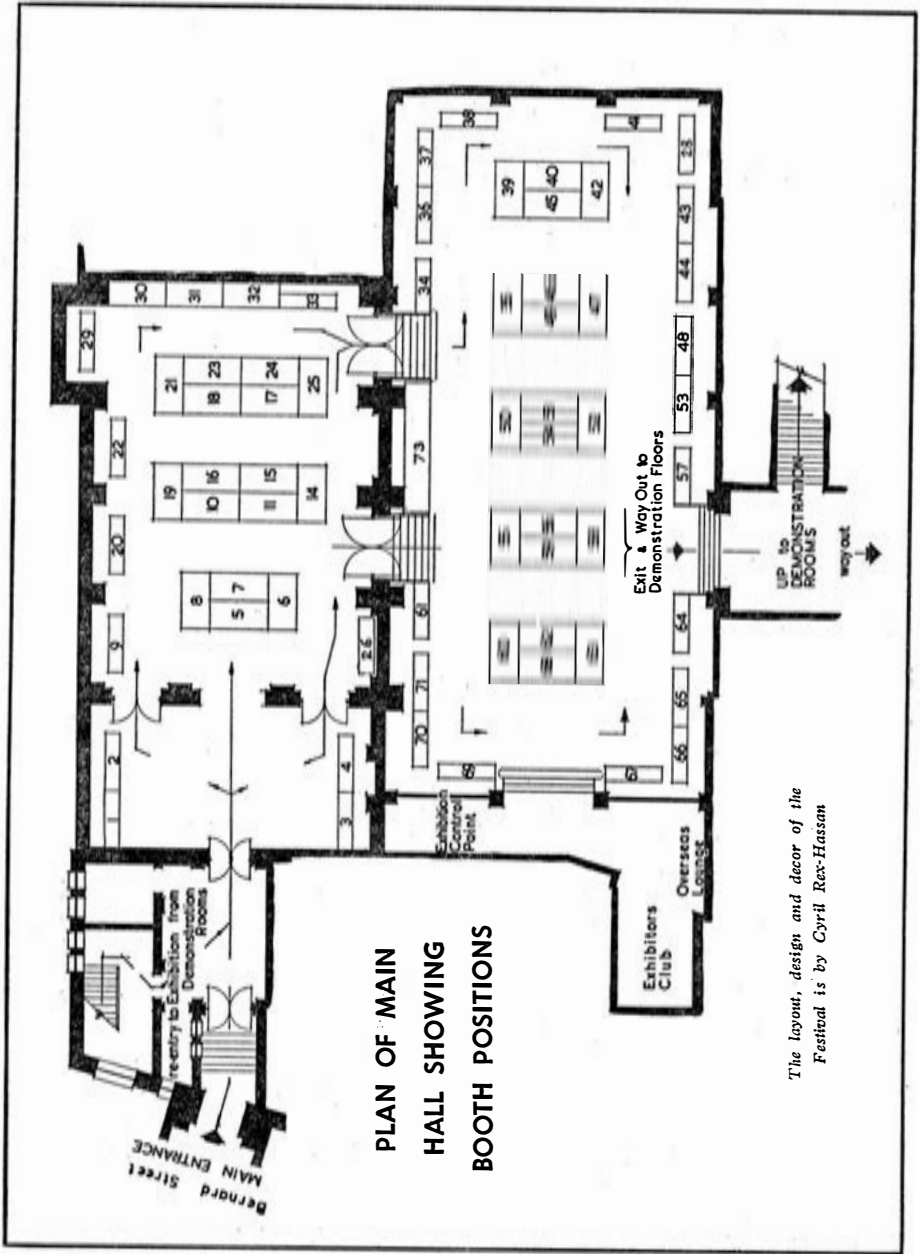 Bernard Street
MAIN ENTRANCE
re-entry to Exhibition from
Demonstration
Rooms
1 2
3 4
9
20
22
29
8
5 7
6
26
19
10 16
11 15
14
21
18 23
17 24
25
30
31
32
33
70 71
61
73
34
36 37
38
39
45 40
42
41
43
44
48
53
57
64
65
66
67
69
Exhibition
Control
Point
Exhibitors
Club
Overseas
Lounge
Exit & Way Out to
Demonstration Floors
UP to
DEMONSTRATION
ROOMS
way out
PLAN OF MAIN
HALL SHOWING
BOOTH POSITIONS
The layout, design and decor of the
Festival is by Cyril Rex-Hassan